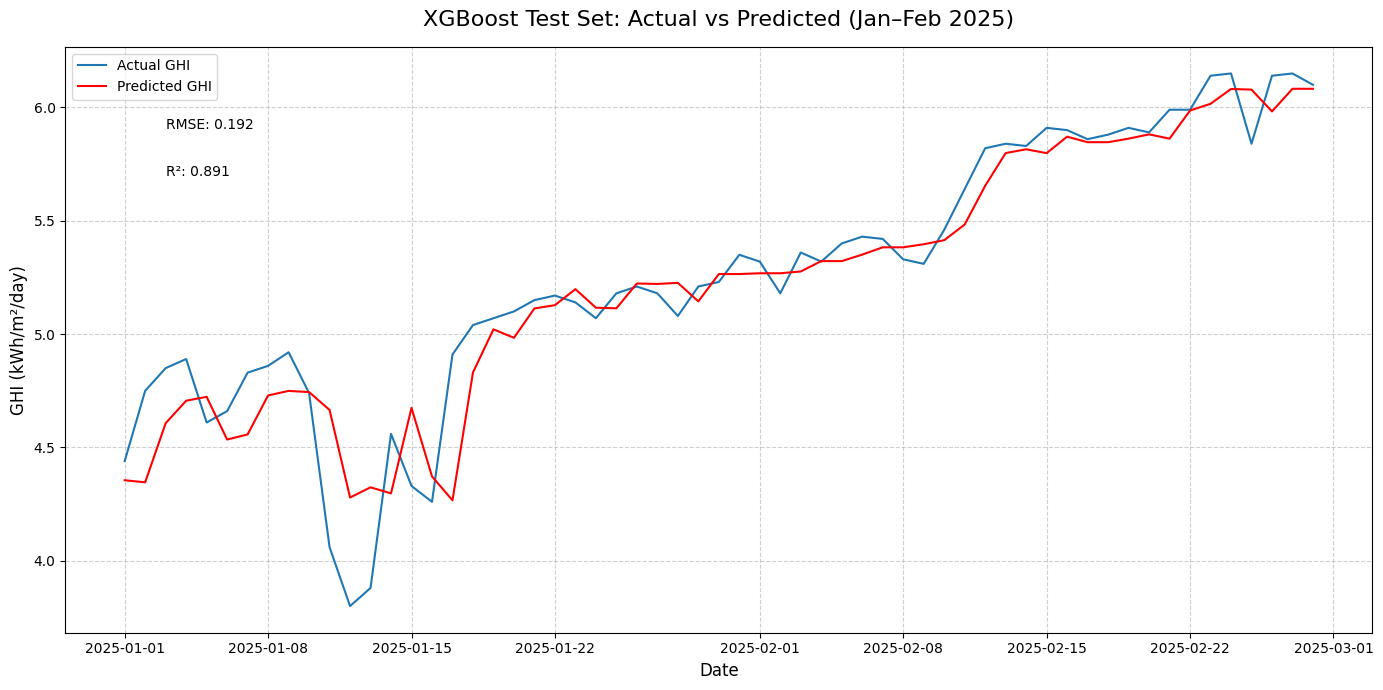 XGBoost Test Set: Actual vs Predicted (Jan–Feb 2025)
Actual GHI
Predicted GHI
RMSE: 0.192
R²: 0.891
GHI (kWh/m²/day)
6.0
5.5
5.0
4.5
4.0
2025-01-01
2025-01-08
2025-01-15
2025-01-22
2025-02-01
2025-02-08
2025-02-15
2025-02-22
2025-03-01
Date